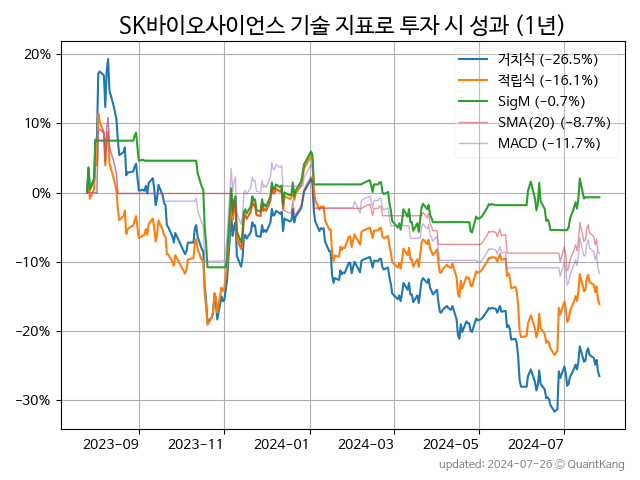 SK바이오사이언스 기술 지표로 투자 시 성과 (1년)
거치식 (−26.5%)
적립식 (−16.1%)
SigM (−0.7%)
SMA(20) (−8.7%)
MACD (−11.7%)
20%
10%
0%
−10%
−20%
−30%
2023-09 2023-11 2024-01 2024-03 2024-05 2024-07
updated: 2024-07-26 © QuantKang